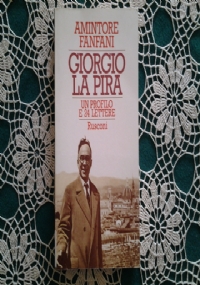 AMINTORE
FANFANI
GIORGIO
LA PIRA
UN PROFILO
E 24 LETTERE
Rusconi